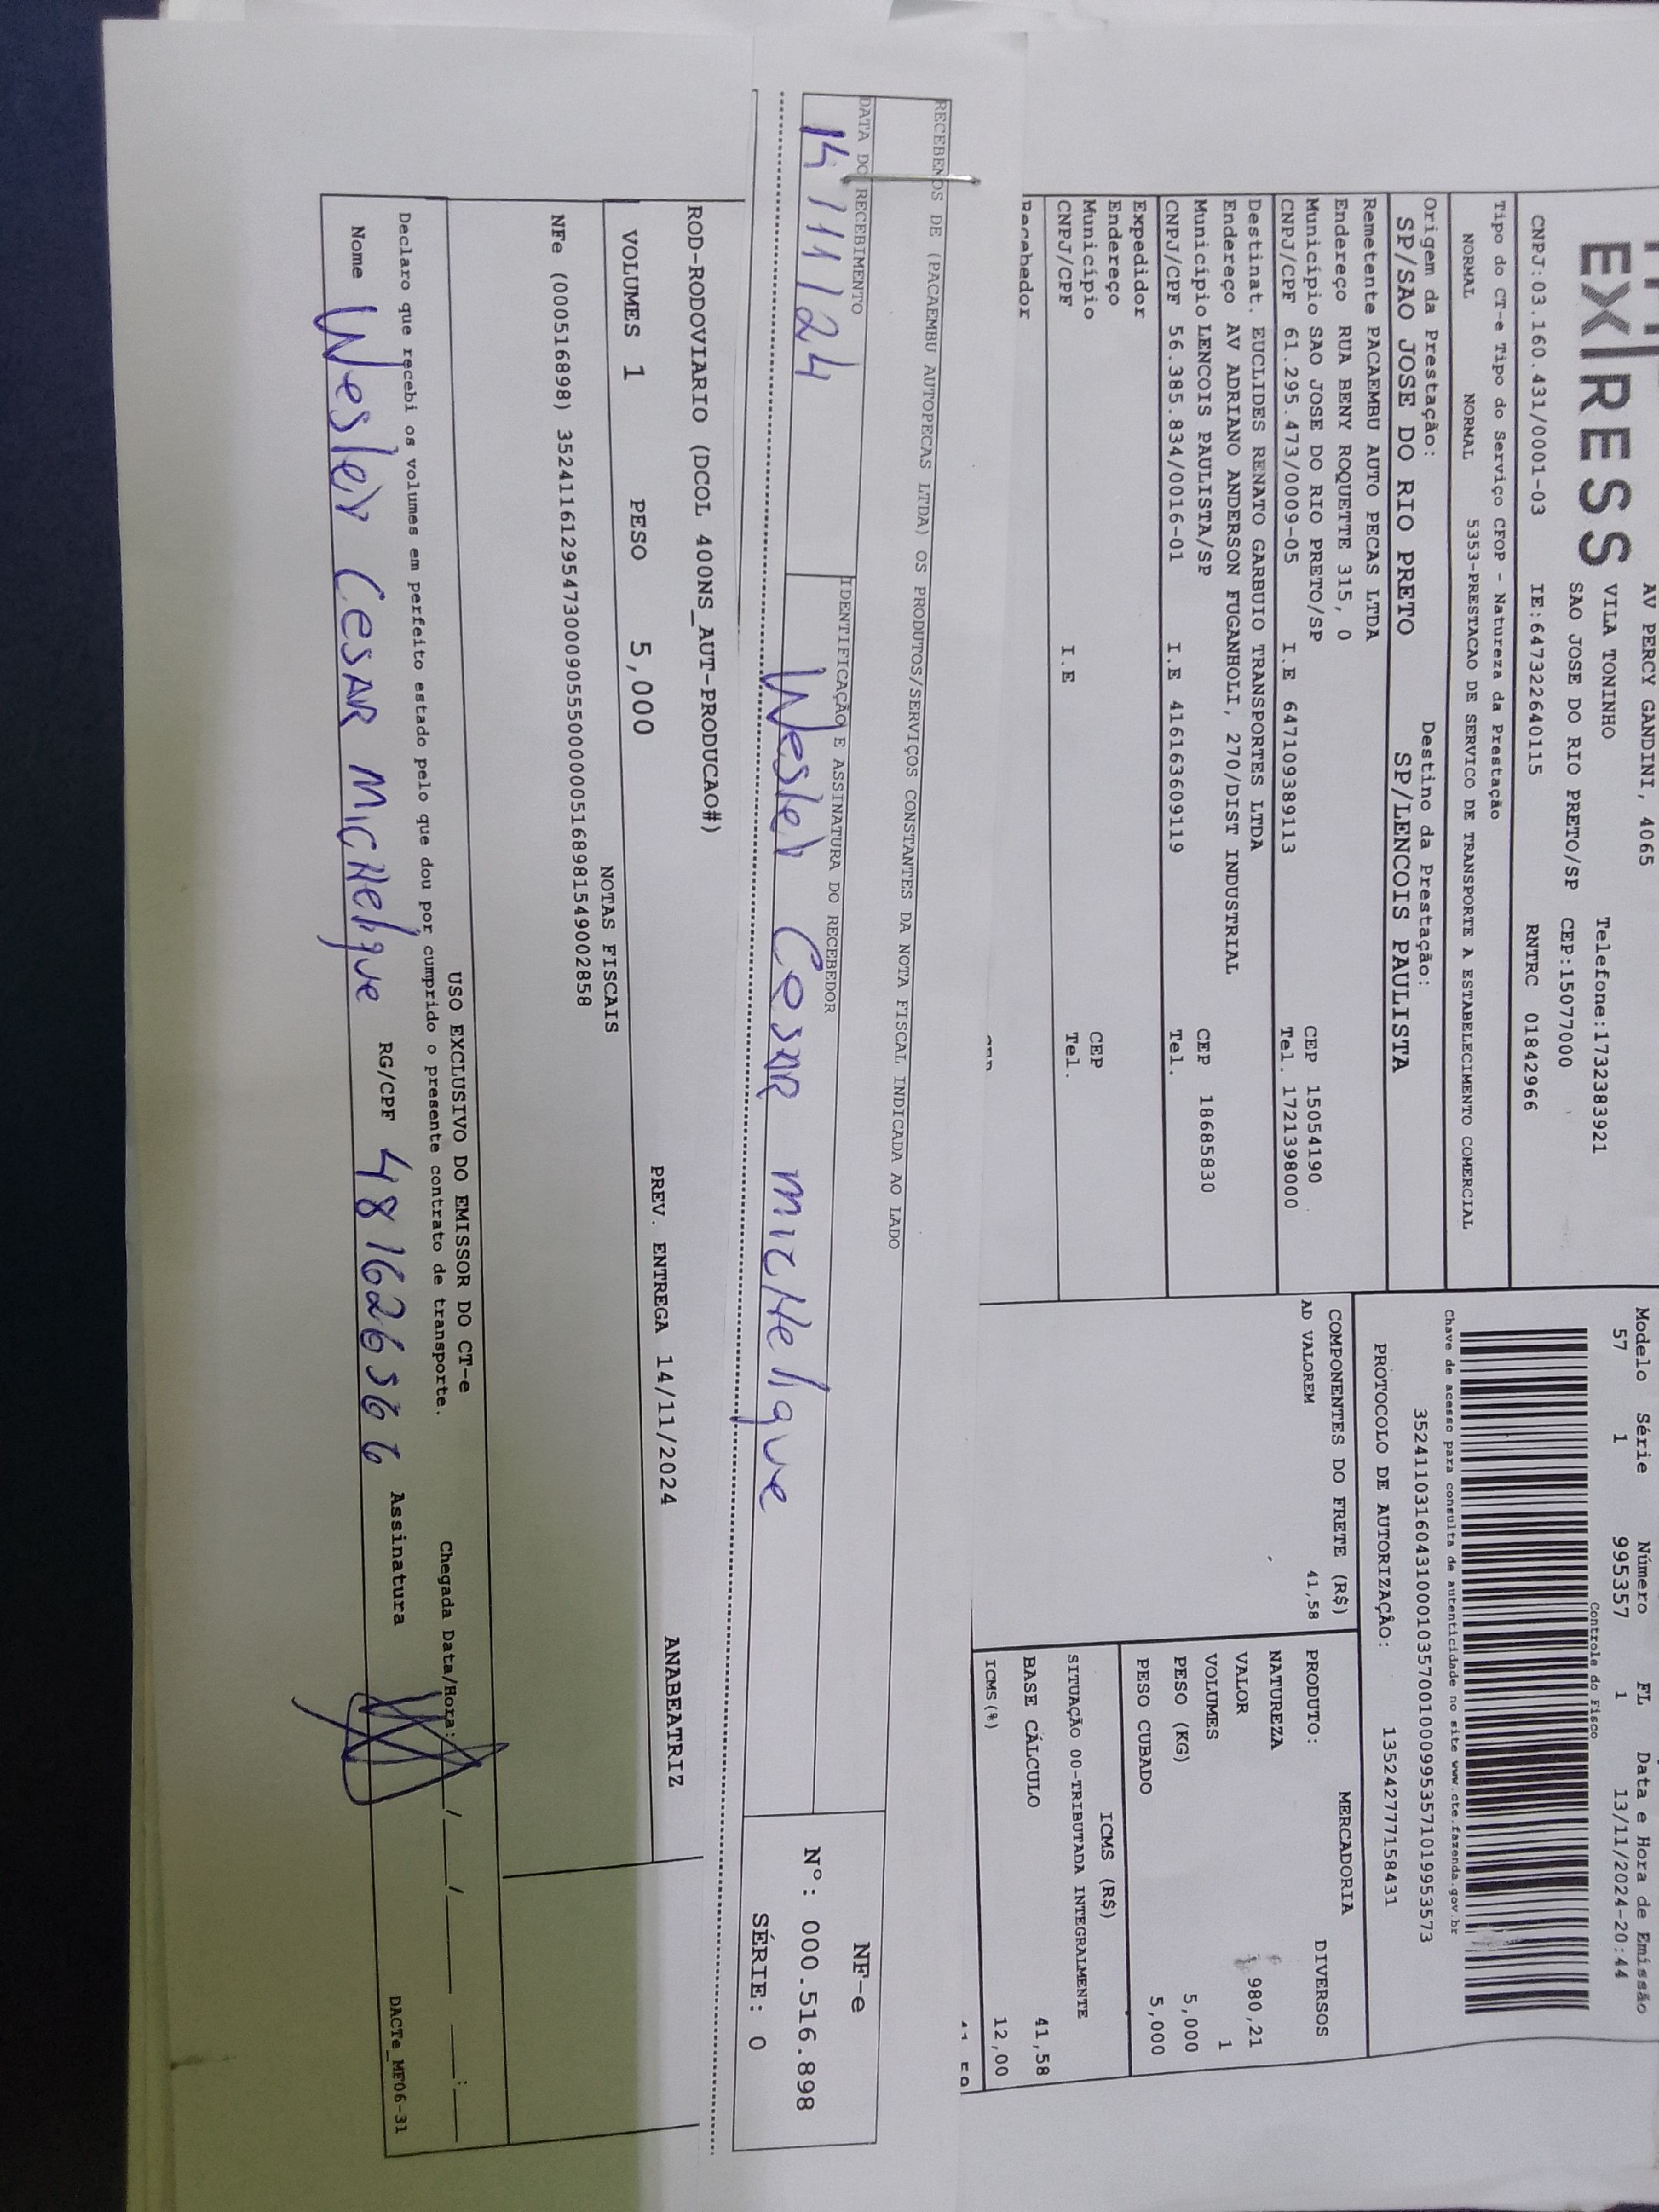 EXPRESS
AV PERCY GANDINI, 4065
VILA TONINHO Telefone:1732383921
SAO JOSE DO RIO PRETO/SP CEP:15077000
CNPJ:03.160.431/0001-03 IE:647322640115 RNTRC 01842966
Modelo Série Número FL Data e Hora de Emissão
57 1 995357 1 13/11/2024-20:44
Controle do Fisco
Tipo do CT-e Tipo do Serviço CFOP - Natureza da Prestação
NORMAL NORMAL 5353-PRESTACAO DE SERVICO DE TRANSPORTE A ESTABELECIMENTO COMERCIAL
Chave de acesso para consulta de autenticidade no site www.cte.fazenda.gov.br
35241103160431000103570010009953571019953573
Origem da Prestação: Destino da Prestação:
SP/SAO JOSE DO RIO PRETO SP/LENCOIS PAULISTA
PROTOCOLO DE AUTORIZAÇÃO: 135242777158431
Remetente PACAEMBU AUTO PECAS LTDA
Endereço RUA BENY ROQUETTE 315, 0
Município SAO JOSE DO RIO PRETO/SP CEP 15054190
CNPJ/CPF 61.295.473/0009-05 I.E 647109389113 Tel. 1721398000
Destinat. EUCLIDES RENATO GARBUIO TRANSPORTES LTDA
Endereço AV ADRIANO ANDERSON FUGANHOLI, 270/DIST INDUSTRIAL
Município LENCOIS PAULISTA/SP CEP 18685830
CNPJ/CPF 56.385.834/0016-01 I.E 416163609119 Tel.
Expedidor
Endereço
Município CEP
CNPJ/CPF I.E Tel.
Recebedor
COMPONENTES DO FRETE (R$)
AD VALOREM 41,58
MERCADORIA
PRODUTO: DIVERSOS
NATUREZA
VALOR 980,21
VOLUMES 1
PESO (KG) 5,000
PESO CUBADO 5,000
ICMS (R$)
SITUAÇÃO 00-TRIBUTADA INTEGRALMENTE
BASE CÁLCULO 41,58
ICMS(%) 12,00
RECEBEMOS DE (PACAEMBU AUTOPECAS LTDA) OS PRODUTOS/SERVIÇOS CONSTANTES DA NOTA FISCAL INDICADA AO LADO
DATA DO RECEBIMENTO IDENTIFICAÇÃO E ASSINATURA DO RECEBEDOR
14/11/24 Wesley Cesar Michelique
NF-e
Nº: 000.516.898
SÉRIE: 0
ROD-RODOVIARIO (DCOL 400NS_AUT-PRODUCAO#)
VOLUMES 1 PESO 5,000 PREV. ENTREGA 14/11/2024 ANABEATRIZ
NOTAS FISCAIS
NFe (000516898) 35241161295473000905550000005168981549002858
USO EXCLUSIVO DO EMISSOR DO CT-e
Declaro que recebi os volumes em perfeito estado pelo que dou por cumprido o presente contrato de transporte. Chegada Data/Hora: / / :
Nome Wesley Cesar Michelique RG/CPF 481626566 Assinatura
DACTe_MF06-31